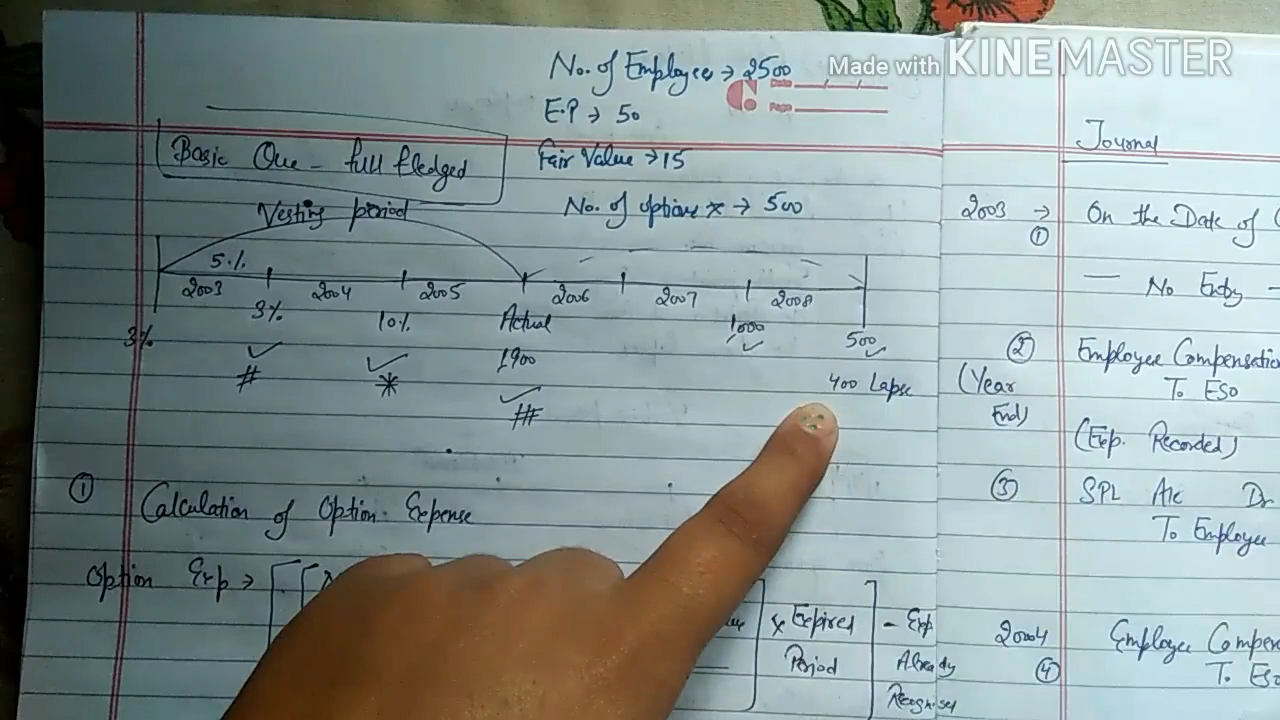 No. of Employees → 2500
Made with KINEMASTER
Date
Page
E.P → 50
Basic One - full fledged
Fair Value → 15
Journal
Vesting period
No. of options x → 500
2003 → On the Date of
①
5%
2003 2004 2005 2006 2007 2008
— No Entry -
3% 3% 10% Actual 1000 500
1900
# * ##
400 Lapse
② Employee Compensatio
(Year End) To ESO
(Exp. Recorded)
① Calculation of Option Expense
③ SPL A/c Dr
To Employee
Option Exp → [ [
] x Expired Period ] - Exp Already Recognised
2004 Employee Compen
④ To ESO